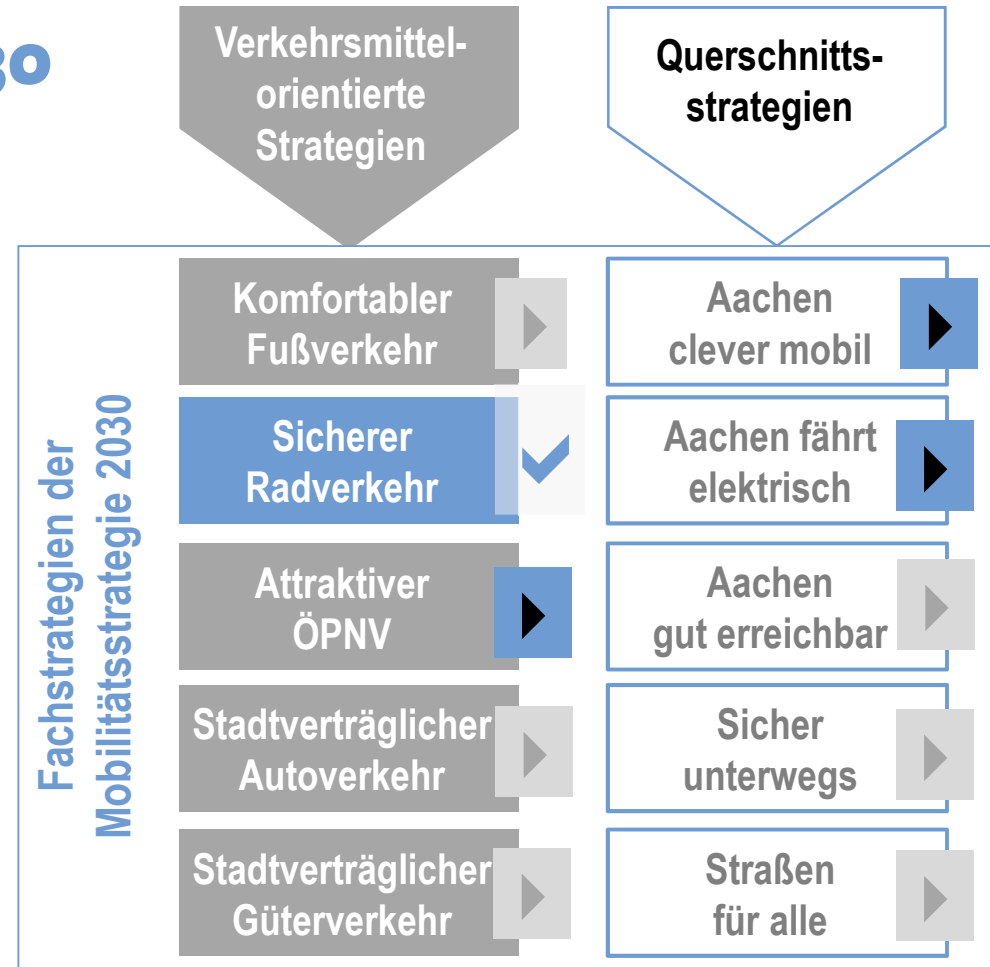 30
Verkehrsmittel-
orientierte
Strategien
Querschnitts-
strategien
Fachstrategien der
Mobilitätsstrategie 2030
Komfortabler
Fußverkehr
Sicherer
Radverkehr
Attraktiver
ÖPNV
Stadtverträglicher
Autoverkehr
Stadtverträglicher
Güterverkehr
Aachen
clever mobil
Aachen fährt
elektrisch
Aachen
gut erreichbar
Sicher
unterwegs
Straßen
für alle